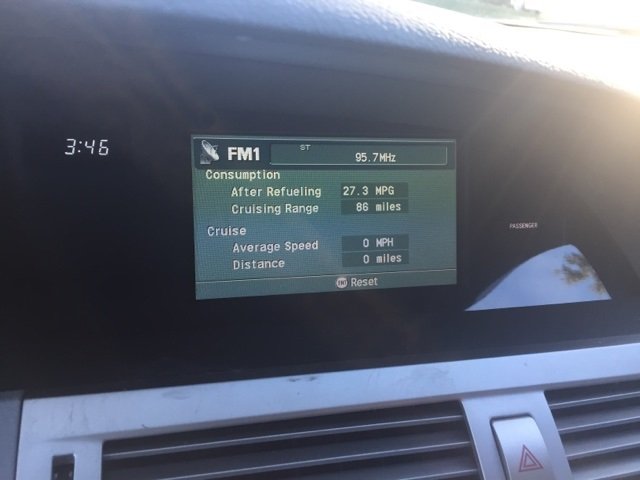 3:46
FM1 ST 95.7MHz
Consumption
After Refueling 27.3 MPG
Cruising Range 86 miles
Cruise
Average Speed 0 MPH
Distance 0 miles
ENT Reset
PASSENGER